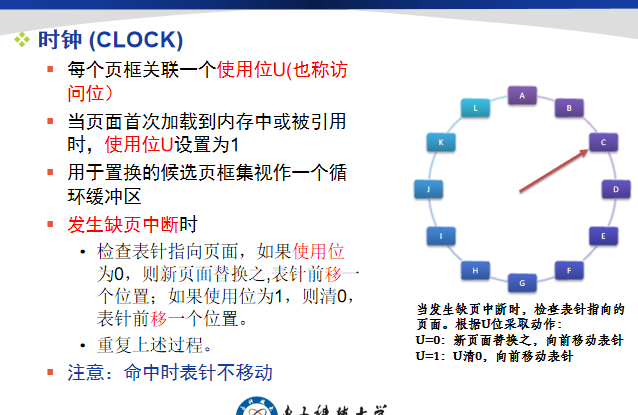 时钟 (CLOCK)
每个页框关联一个使用位U(也称访
问位）
当页面首次加载到内存中或被引用
时，使用位U设置为1
用于置换的候选页框集视作一个循
环缓冲区
发生缺页中断时
检查表针指向页面，如果使用位
为0，则新页面替换之,表针前移一
个位置；如果使用位为1，则清0，
表针前移一个位置。
重复上述过程。
注意：命中时表针不移动
A
B
C
D
E
F
G
H
I
J
K
L
当发生缺页中断时，检查表针指向的
页面。根据U位采取动作：
U=0：新页面替换之，向前移动表针
U=1：U清0，向前移动表针